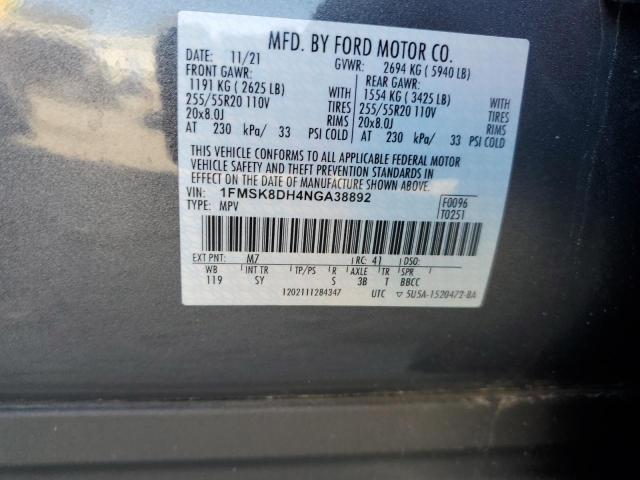 MFD. BY FORD MOTOR CO.
DATE: 11/21 GVWR: 2694 KG ( 5940 LB)
FRONT GAWR: REAR GAWR:
1191 KG ( 2625 LB) WITH 1554 KG ( 3425 LB) WITH
255/55R20 110V TIRES 255/55R20 110V TIRES
20x8.0J RIMS 20x8.0J RIMS
AT 230 kPa/ 33 PSI COLD AT 230 kPa/ 33 PSI COLD
THIS VEHICLE CONFORMS TO ALL APPLICABLE FEDERAL MOTOR
VEHICLE SAFETY AND THEFT PREVENTION STANDARDS IN
EFFECT ON THE DATE OF MANUFACTURE SHOWN ABOVE.
VIN: 1FMSK8DH4NGA38892 F0096
TYPE: MPV T0251
EXT PNT: M7 RC: 41 DSO:
WB INT TR TP/PS R AXLE TR SPR
119 SY S 3B T BBCC
1202111284347 UTC ▽ 5U5A-1520472-BA